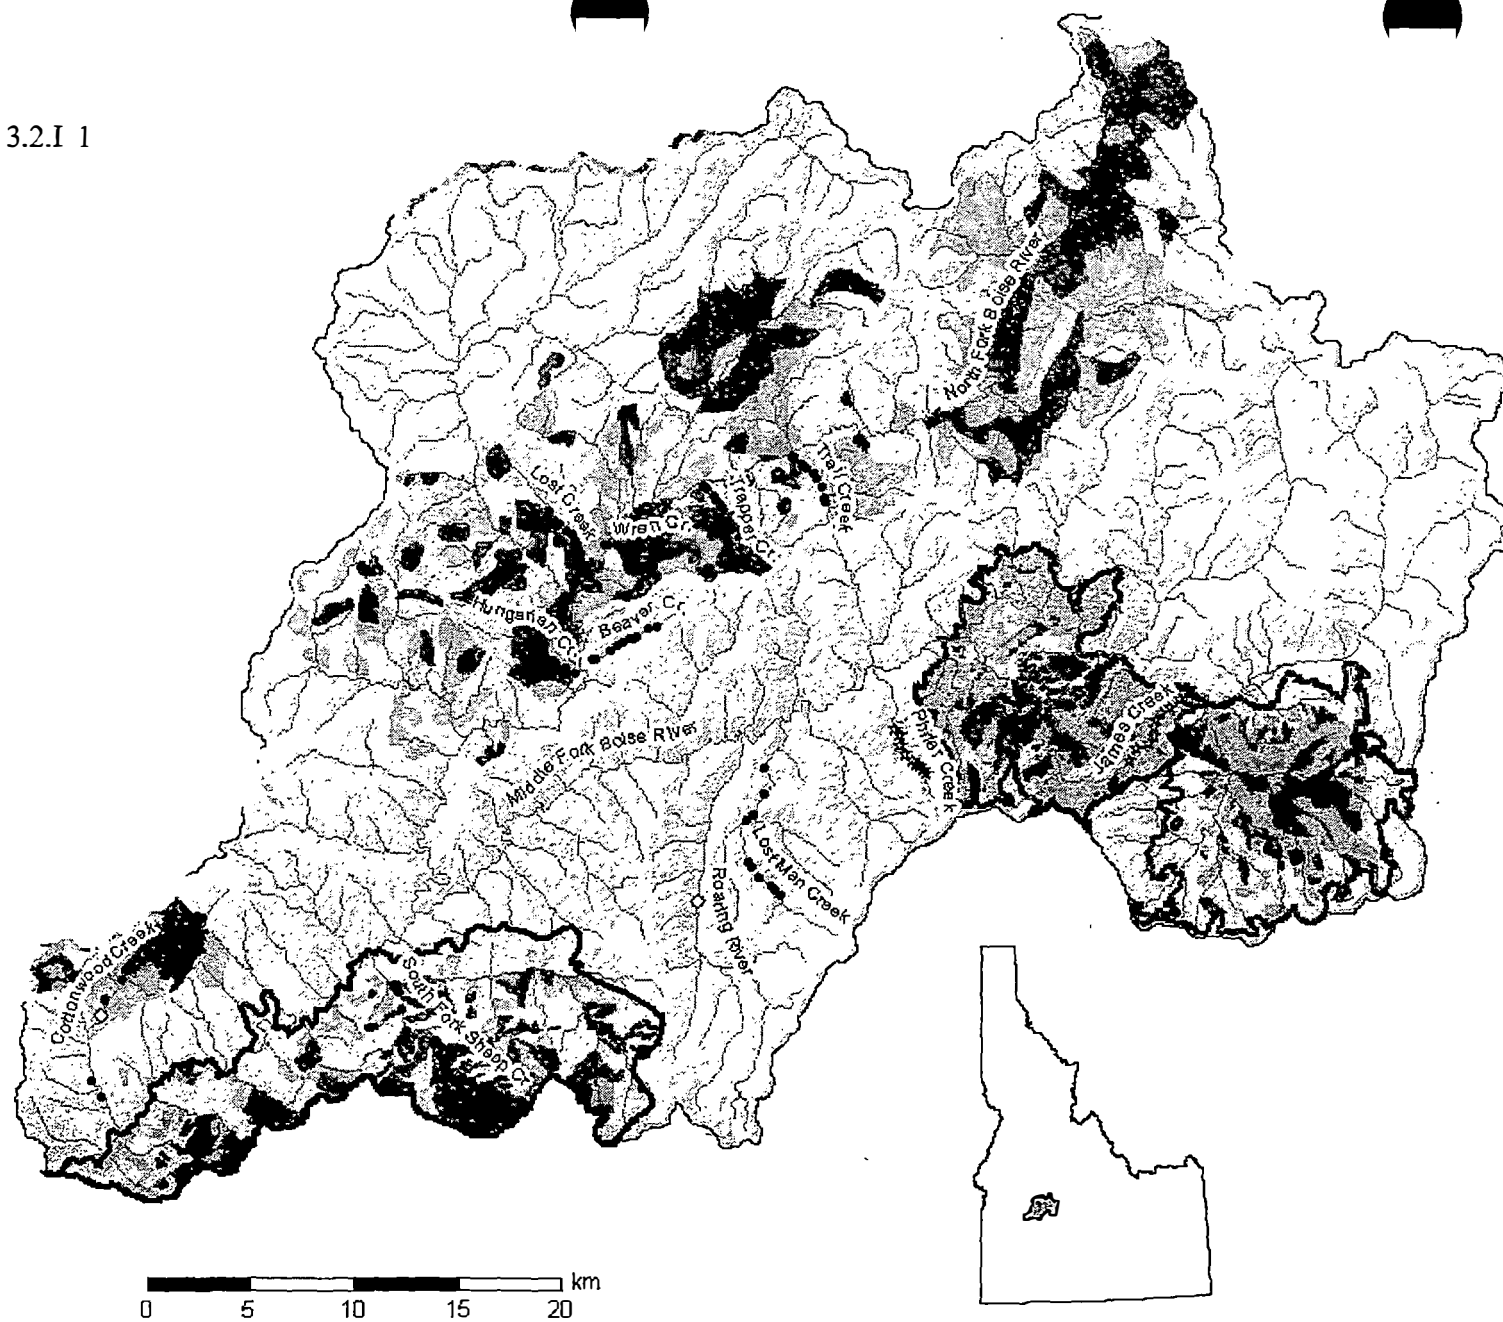 3.2.I 1
North Fork Boise River
Lost Creek
Trail Creek
Trapper Cr.
Wren Cr.
Hungarian Cr.
Beaver Cr.
Middle Fork Boise River
Phifer Creek
James Creek
Lost Man Creek
Roaring River
Cottonwood Creek
South Fork Sheep Cr.
km
0 5 10 15 20